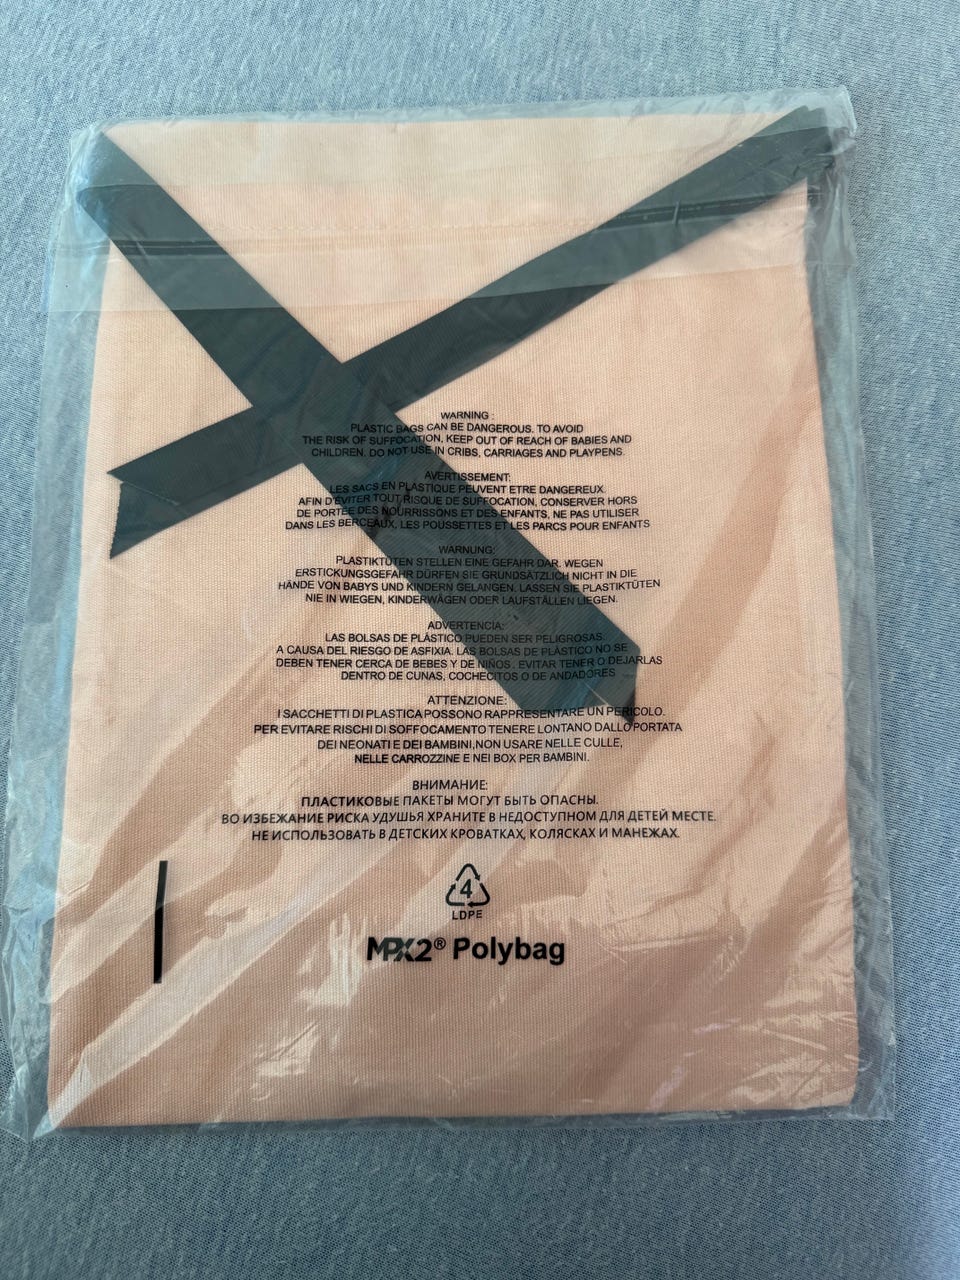 WARNING :
PLASTIC BAGS CAN BE DANGEROUS. TO AVOID
THE RISK OF SUFFOCATION, KEEP OUT OF REACH OF BABIES AND
CHILDREN. DO NOT USE IN CRIBS, CARRIAGES AND PLAYPENS.
AVERTISSEMENT:
LES SACS EN PLASTIQUE PEUVENT ETRE DANGEREUX.
AFIN D'ÉVITER TOUT RISQUE DE SUFFOCATION, CONSERVER HORS
DE PORTÉE DES NOURRISSONS ET DES ENFANTS, NE PAS UTILISER
DANS LES BERCEAUX, LES POUSSETTES ET LES PARCS POUR ENFANTS
WARNUNG:
PLASTIKTÜTEN STELLEN EINE GEFAHR DAR. WEGEN
ERSTICKUNGSGEFAHR DÜRFEN SIE GRUNDSÄTZLICH NICHT IN DIE
HÄNDE VON BABYS UND KINDERN GELANGEN. LASSEN SIE PLASTIKTÜTEN
NIE IN WIEGEN, KINDERWÄGEN ODER LAUFSTÄLLEN LIEGEN.
ADVERTENCIA:
LAS BOLSAS DE PLÁSTICO PUEDEN SER PELIGROSAS.
A CAUSA DEL RIESGO DE ASFIXIA. LAS BOLSAS DE PLÁSTICO NO SE
DEBEN TENER CERCA DE BEBES Y DE NIÑOS. EVITAR TENER O DEJARLAS
DENTRO DE CUNAS, COCHECITOS O DE ANDADORES
ATTENZIONE:
I SACCHETTI DI PLASTICA POSSONO RAPPRESENTARE UN PERICOLO.
PER EVITARE RISCHI DI SOFFOCAMENTO TENERE LONTANO DALLO PORTATA
DEI NEONATI E DEI BAMBINI,NON USARE NELLE CULLE,
NELLE CARROZZINE E NEI BOX PER BAMBINI.
ВНИМАНИЕ:
ПЛАСТИКОВЫЕ ПАКЕТЫ МОГУТ БЫТЬ ОПАСНЫ.
ВО ИЗБЕЖАНИЕ РИСКА УДУШЬЯ ХРАНИТЕ В НЕДОСТУПНОМ ДЛЯ ДЕТЕЙ МЕСТЕ.
НЕ ИСПОЛЬЗОВАТЬ В ДЕТСКИХ КРОВАТКАХ, КОЛЯСКАХ И МАНЕЖАХ.
4
LDPE
MPX2® Polybag